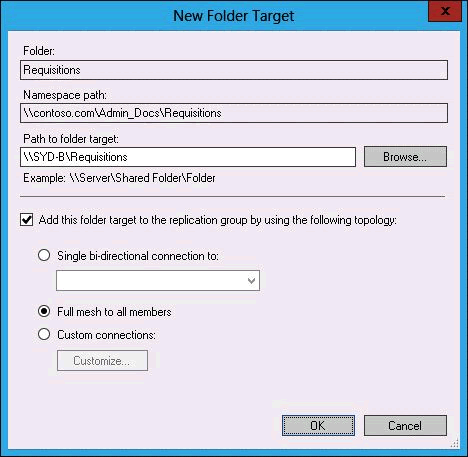 New Folder Target
X
Folder:
Requisitions
Namespace path:
\\contoso.com\Admin_Docs\Requisitions
Path to folder target:
\\SYD-B\Requisitions
Browse...
Example: \\Server\Shared Folder\Folder
Add this folder target to the replication group by using the following topology:
Single bi-directional connection to:
Full mesh to all members
Custom connections:
Customize...
OK
Cancel